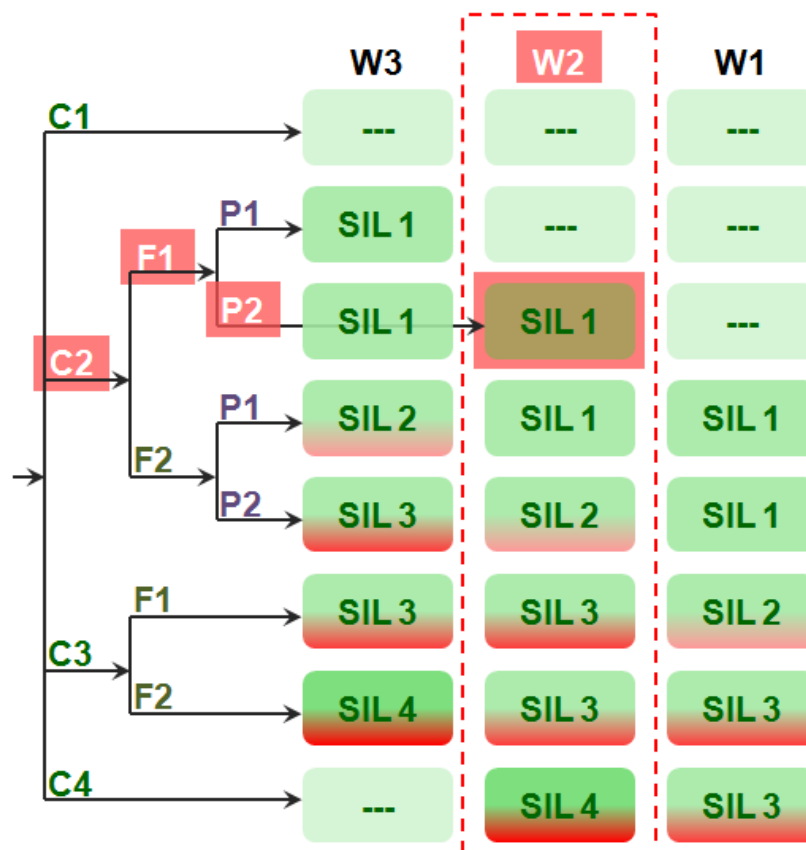 W3 W2 W1
C1 --- --- ---
P1 SIL 1 --- ---
F1
P2 SIL 1 SIL 1 ---
C2
P1 SIL 2 SIL 1 SIL 1
F2
P2 SIL 3 SIL 2 SIL 1
F1 SIL 3 SIL 3 SIL 2
C3
F2 SIL 4 SIL 3 SIL 3
C4 --- SIL 4 SIL 3